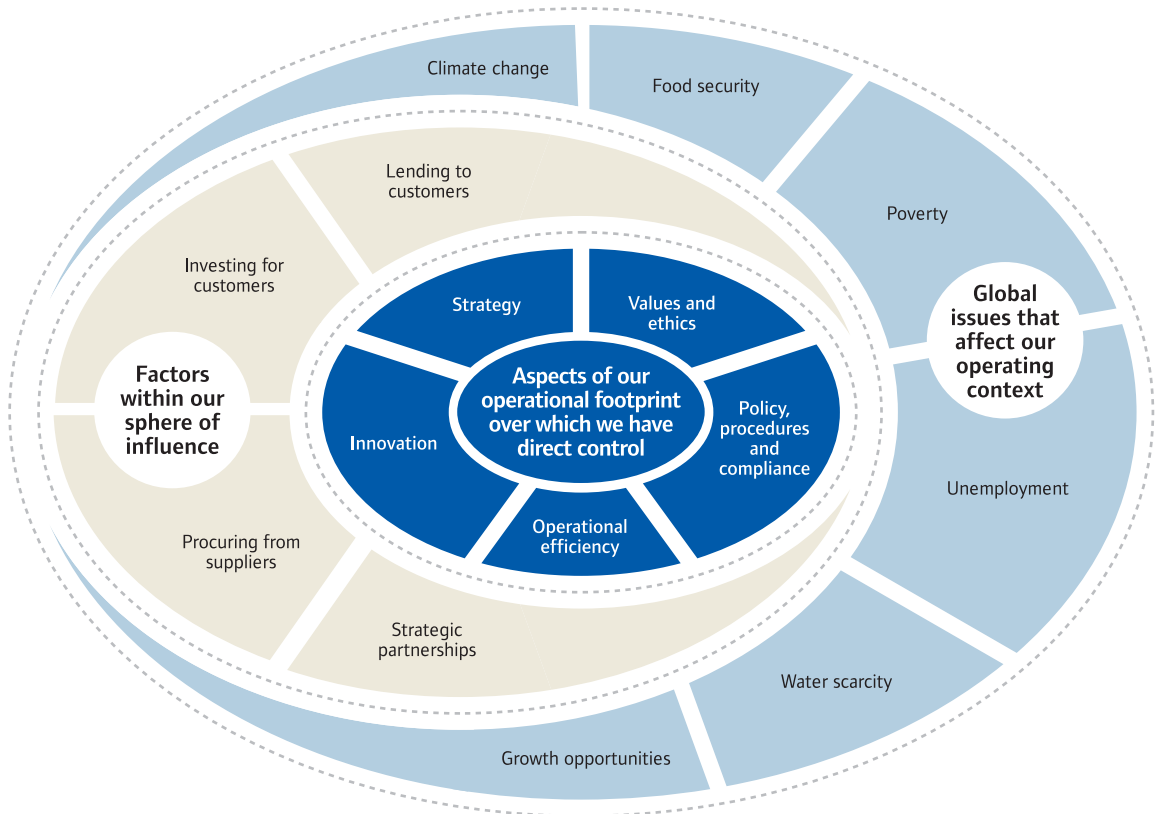 Climate change
Food security
Poverty
Global
issues that
affect our
operating
context
Unemployment
Water scarcity
Growth opportunities
Lending to
customers
Investing for
customers
Factors
within our
sphere of
influence
Procuring from
suppliers
Strategic
partnerships
Strategy
Values and
ethics
Policy,
procedures
and
compliance
Operational
efficiency
Innovation
Aspects of our
operational footprint
over which we have
direct control